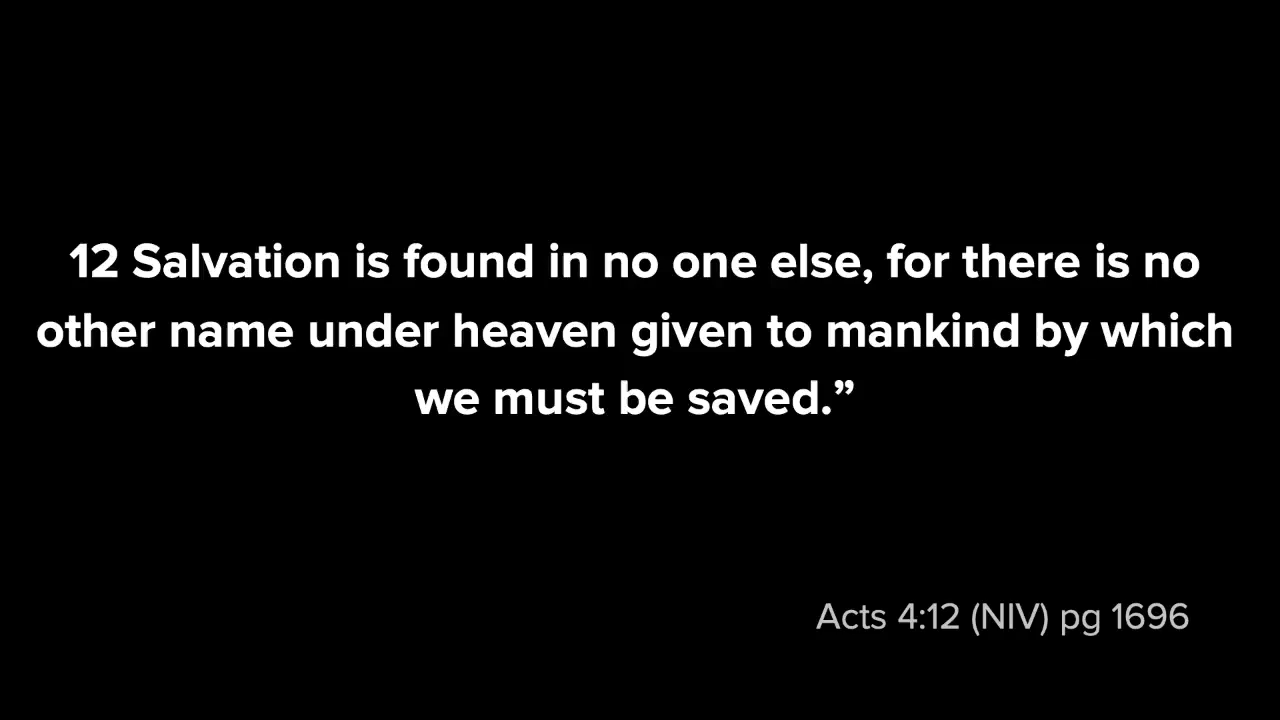 12 Salvation is found in no one else, for there is no
other name under heaven given to mankind by which
we must be saved.”
Acts 4:12 (NIV) pg 1696